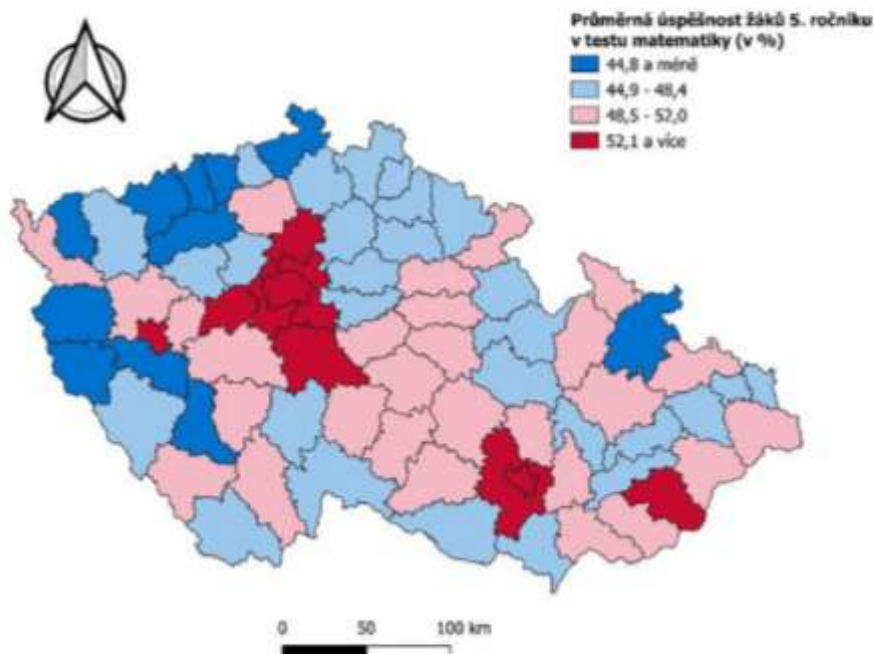 Průměrná úspěšnost žáků 5. ročníku
v testu matematiky (v %)
44,8 a méně
44,9 - 48,4
48,5 - 52,0
52,1 a více
0 50 100 km